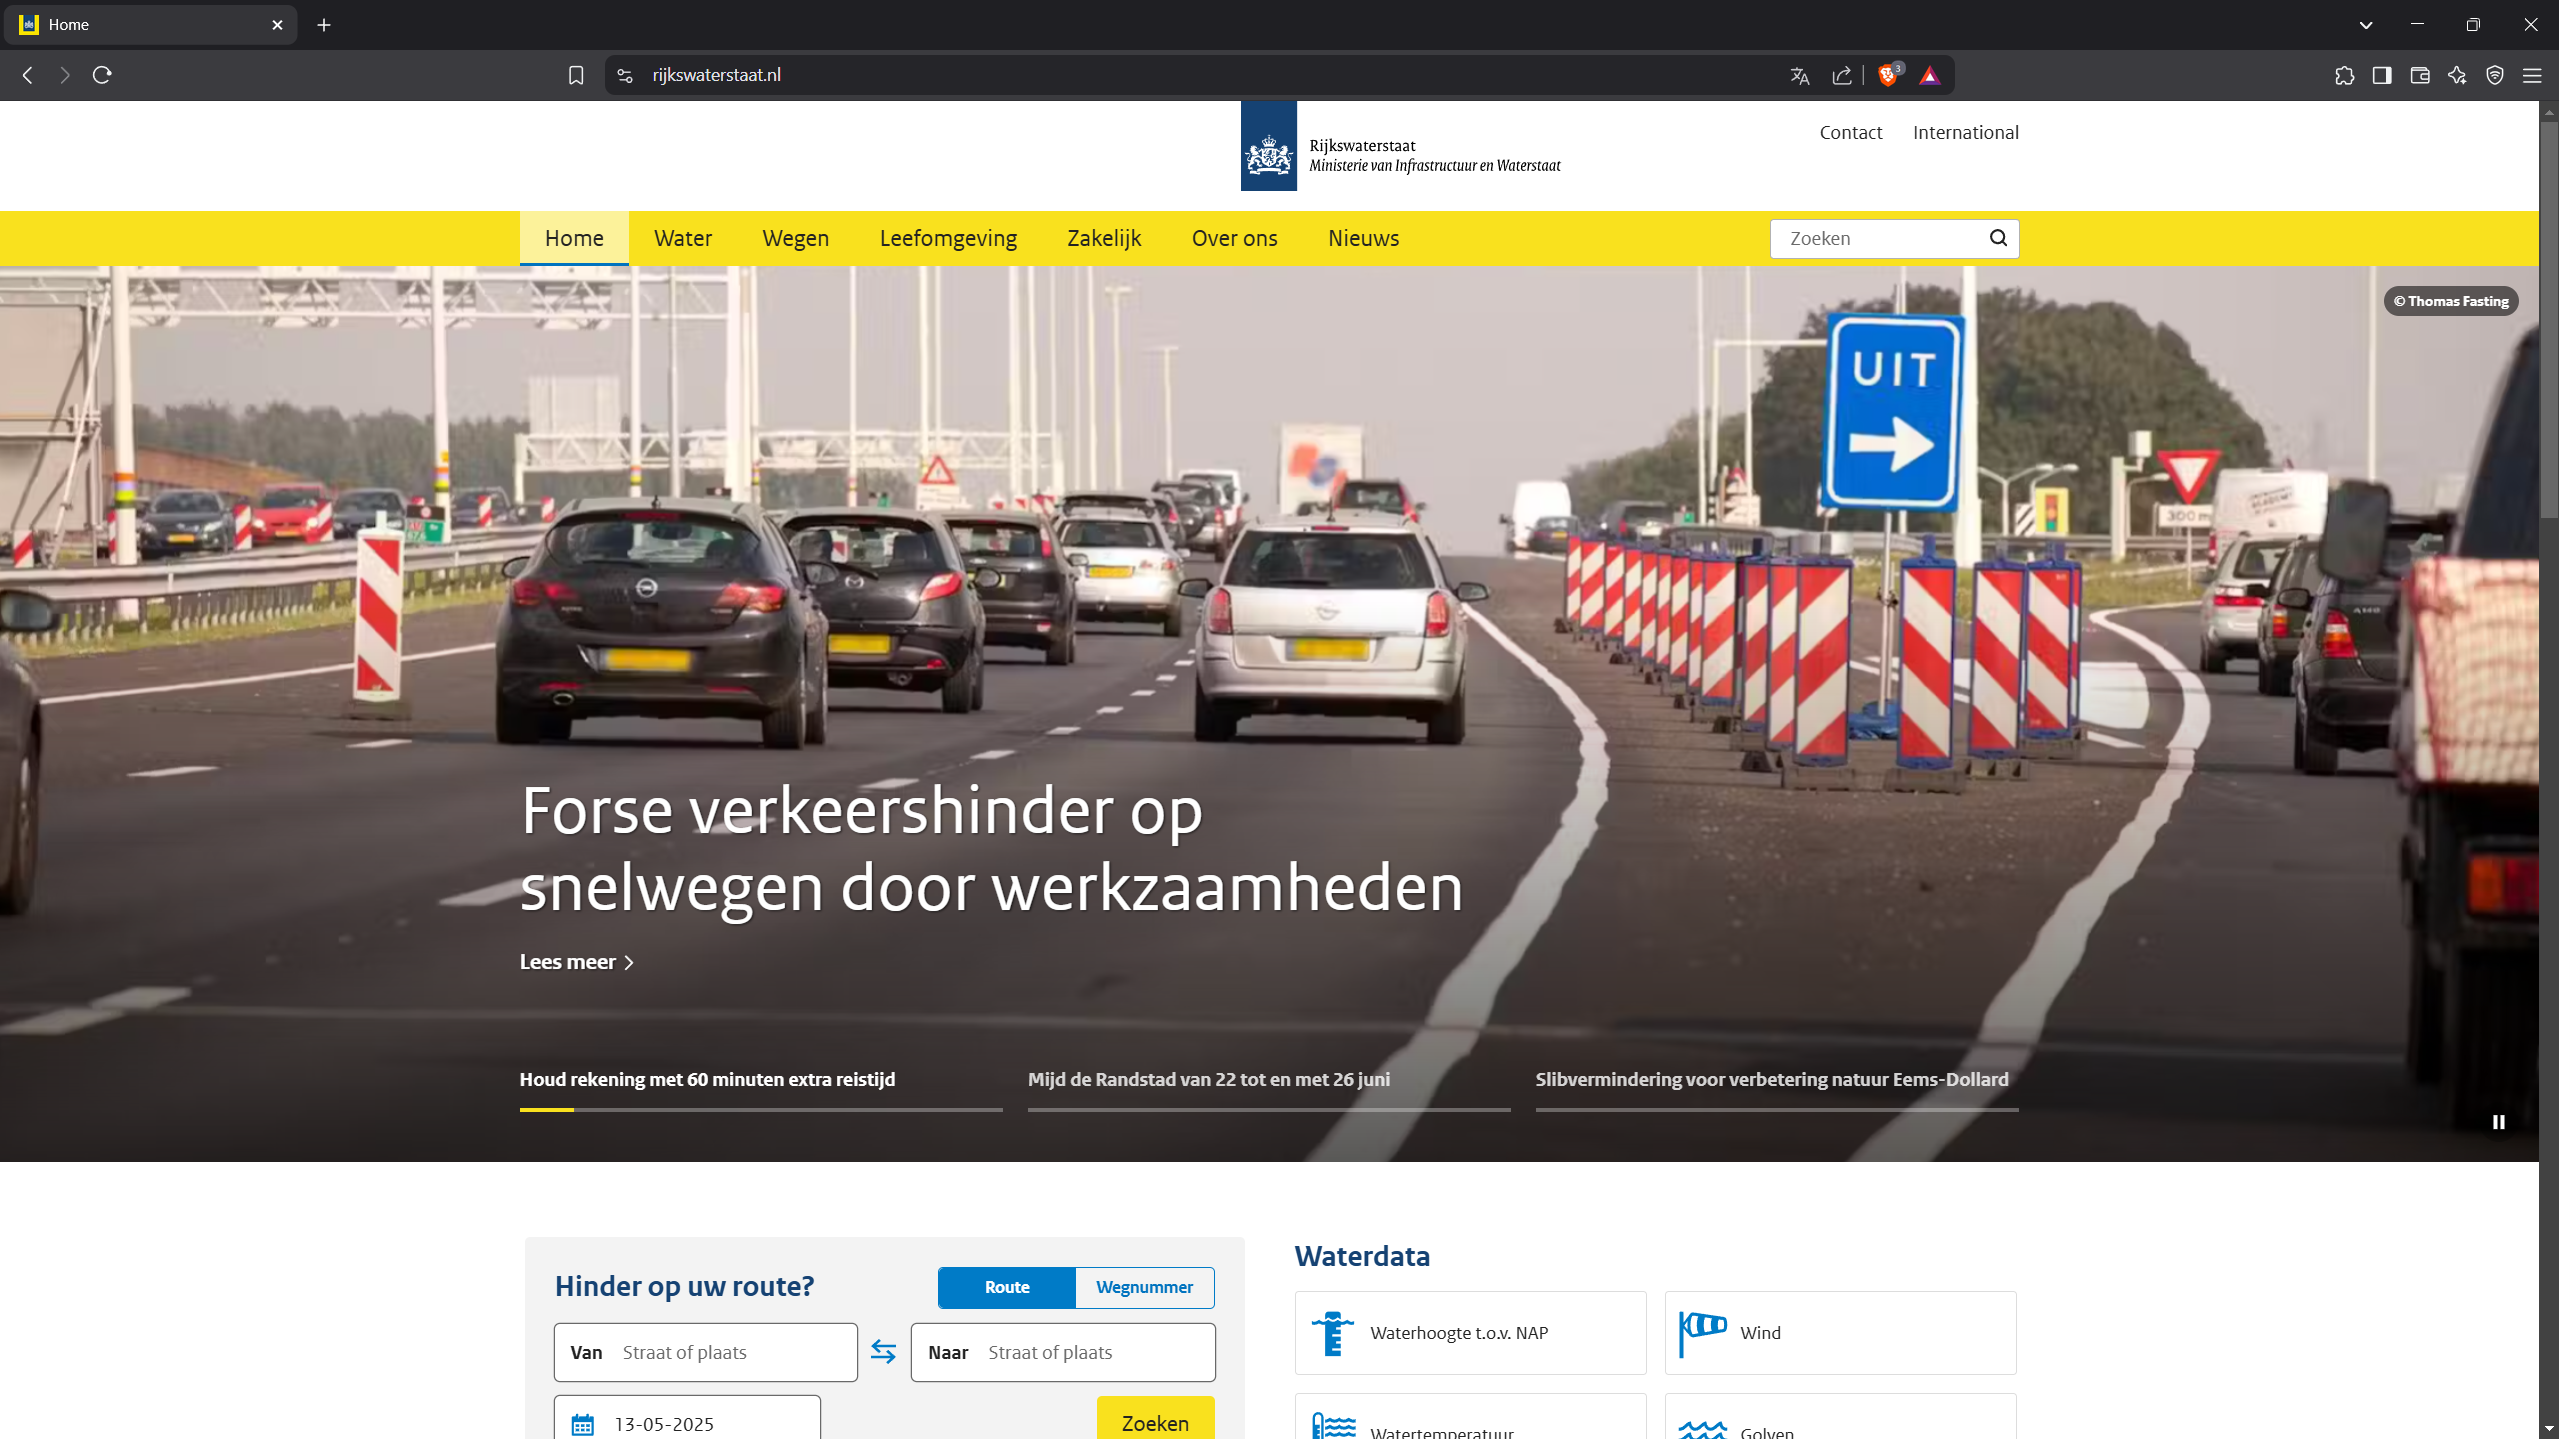 Home
rijkswaterstaat.nl
3
Rijkswaterstaat
Ministerie van Infrastructuur en Waterstaat
Contact International
Home Water Wegen Leefomgeving Zakelijk Over ons Nieuws
Zoeken
© Thomas Fasting
UIT
300 m
Forse verkeershinder op
snelwegen door werkzaamheden
Lees meer
Houd rekening met 60 minuten extra reistijd
Mijd de Randstad van 22 tot en met 26 juni
Slibvermindering voor verbetering natuur Eems-Dollard
Hinder op uw route?
Route Wegnummer
Van Straat of plaats
Naar Straat of plaats
13-05-2025
Zoeken
Waterdata
Waterhoogte t.o.v. NAP
Wind
Watertemperatuur
Golven